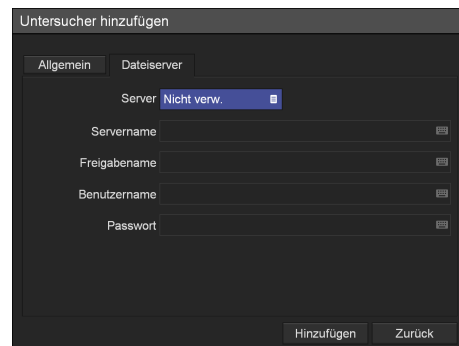 Untersucher hinzufügen
Allgemein Dateiserver
Server Nicht verw.
Servername
Freigabename
Benutzername
Passwort
Hinzufügen Zurück